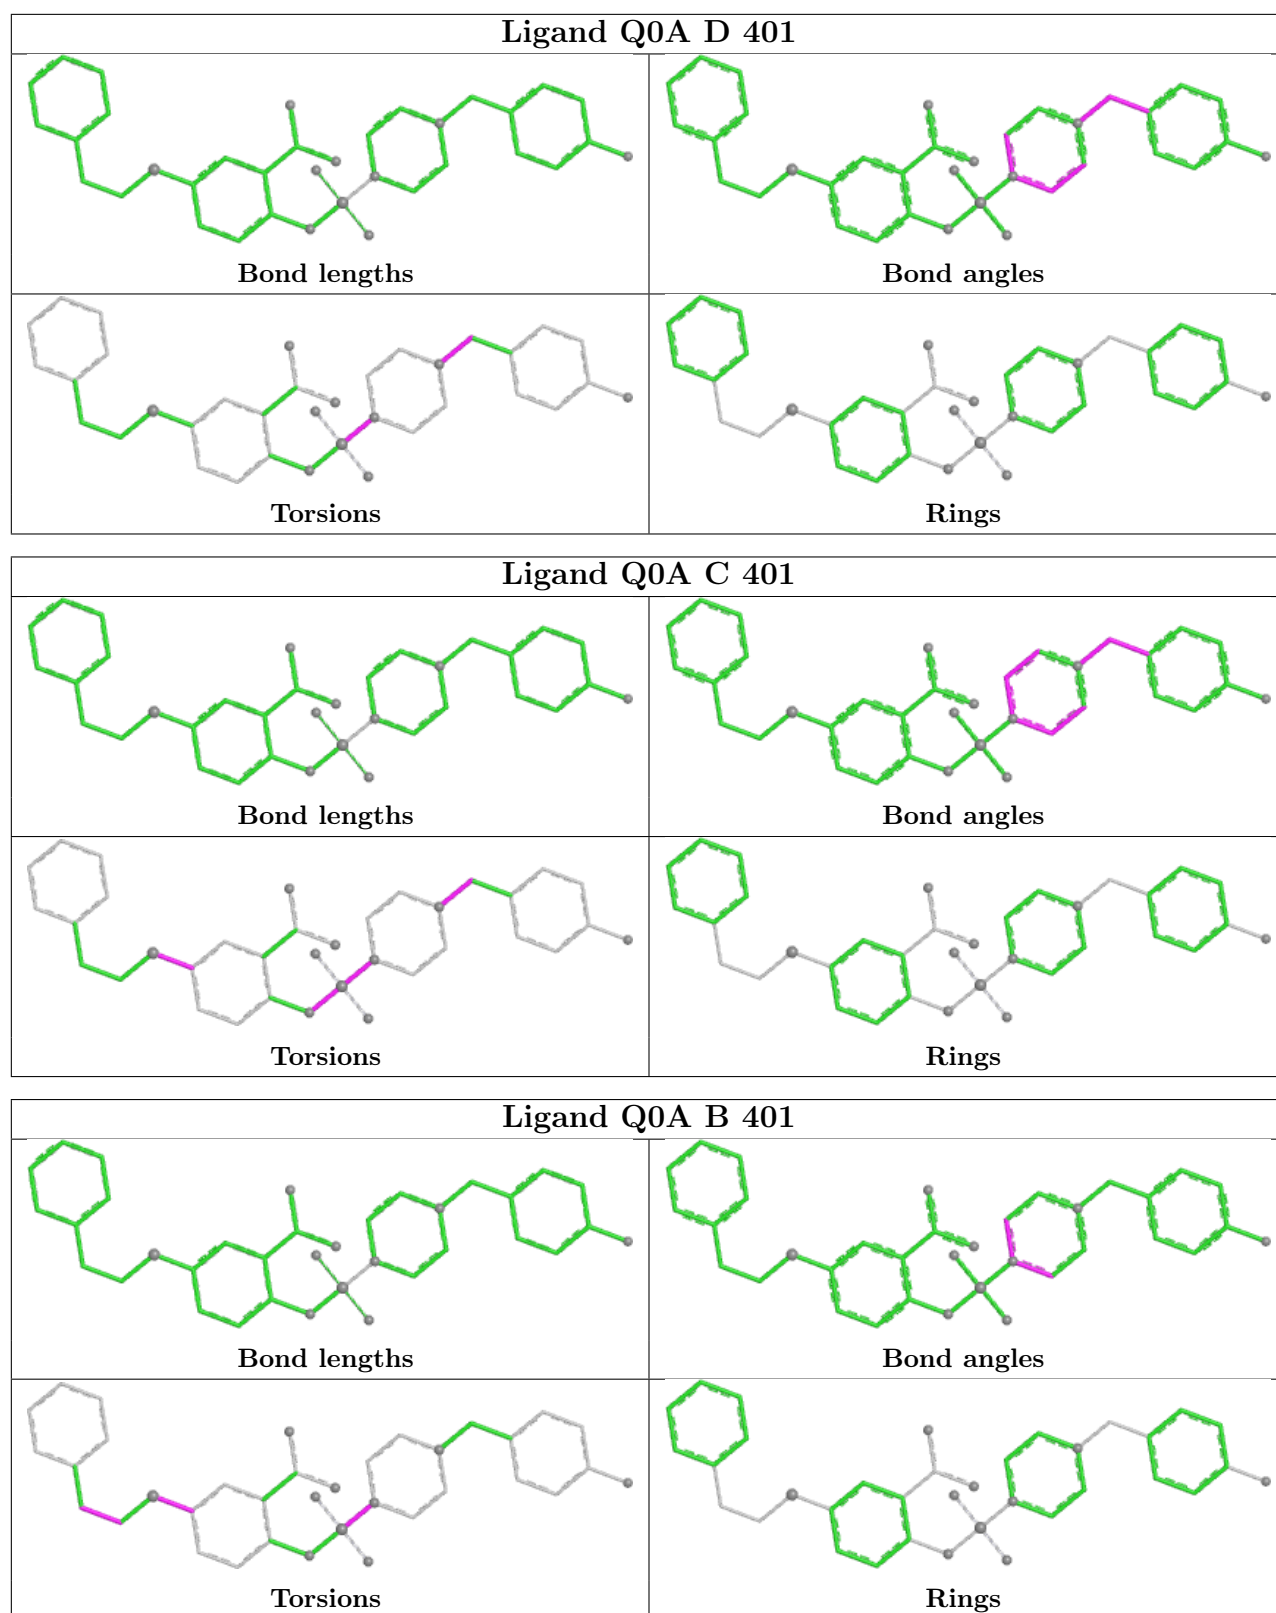 Ligand Q0A D 401
Bond lengths
Bond angles
Torsions
Rings
Ligand Q0A C 401
Bond lengths
Bond angles
Torsions
Rings
Ligand Q0A B 401
Bond lengths
Bond angles
Torsions
Rings